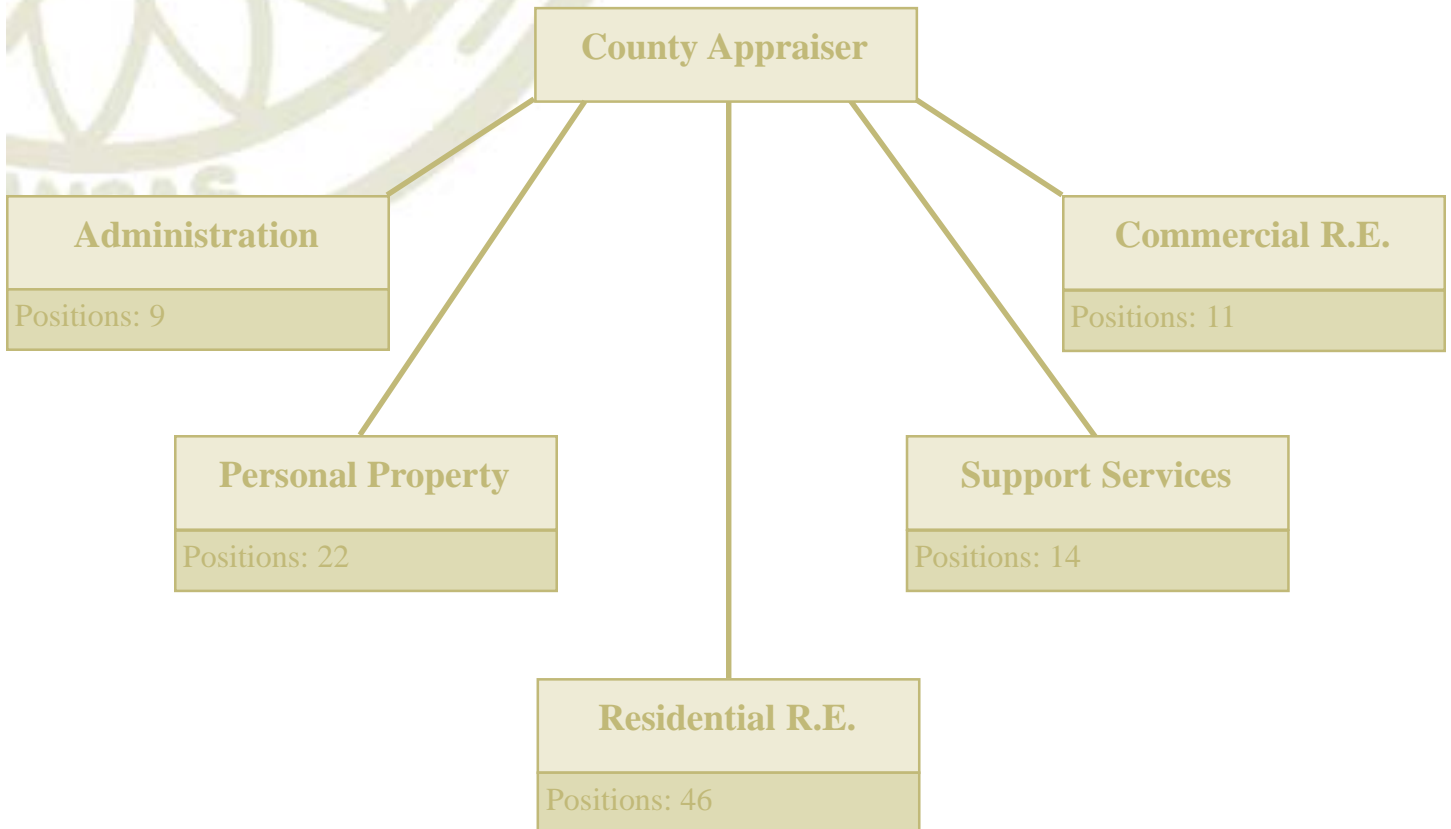 County Appraiser
Administration
Positions: 9
Commercial R.E.
Positions: 11
Personal Property
Positions: 22
Support Services
Positions: 14
Residential R.E.
Positions: 46